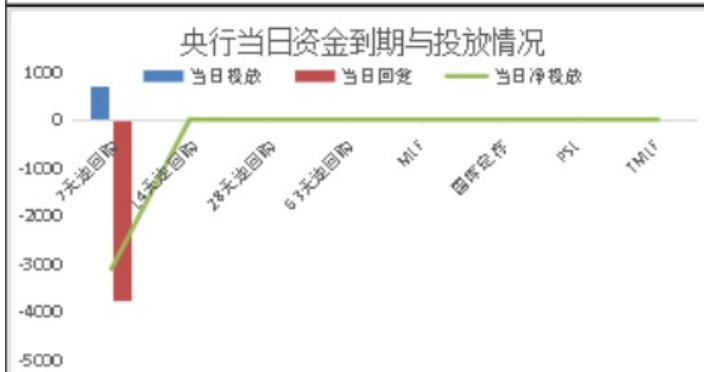 央行当日资金到期与投放情况
当日投放 当日回笼 当日净投放
1000
0
-1000
-2000
-3000
-4000
-5000
7天逆回购
14天逆回购
28天逆回购
63天逆回购
MLF
国库定存
PSL
TMLF